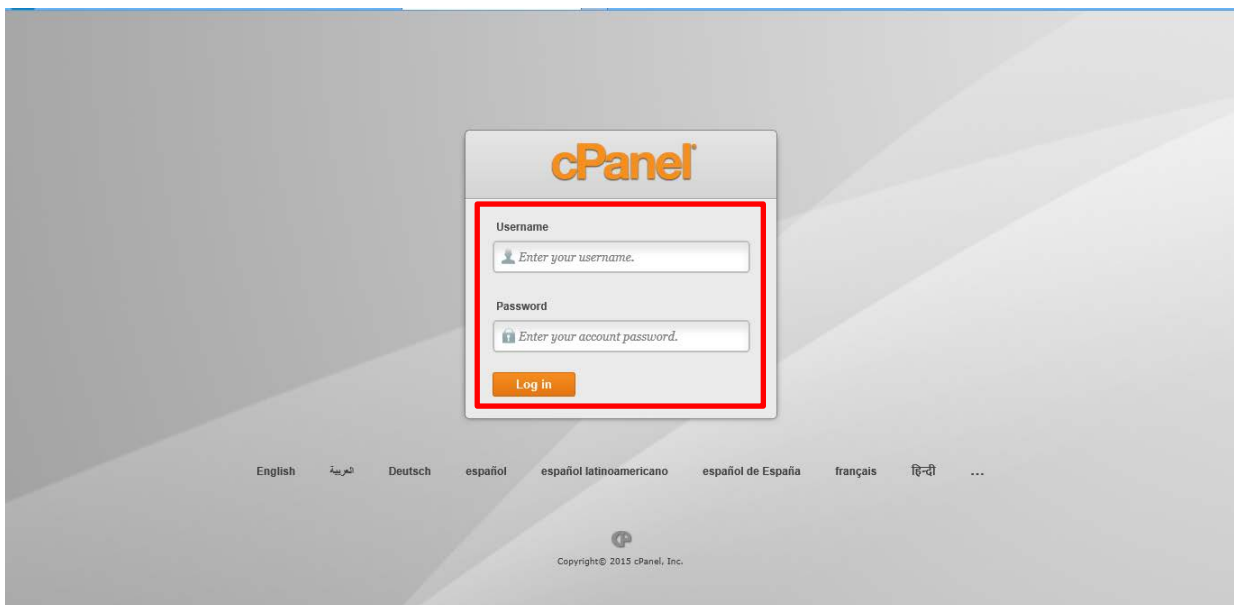 cPanel®
Username
Enter your username.
Password
Enter your account password.
Log in
English العربية Deutsch español español latinoamericano español de España français हिन्दी ...
cP
Copyright© 2015 cPanel, Inc.